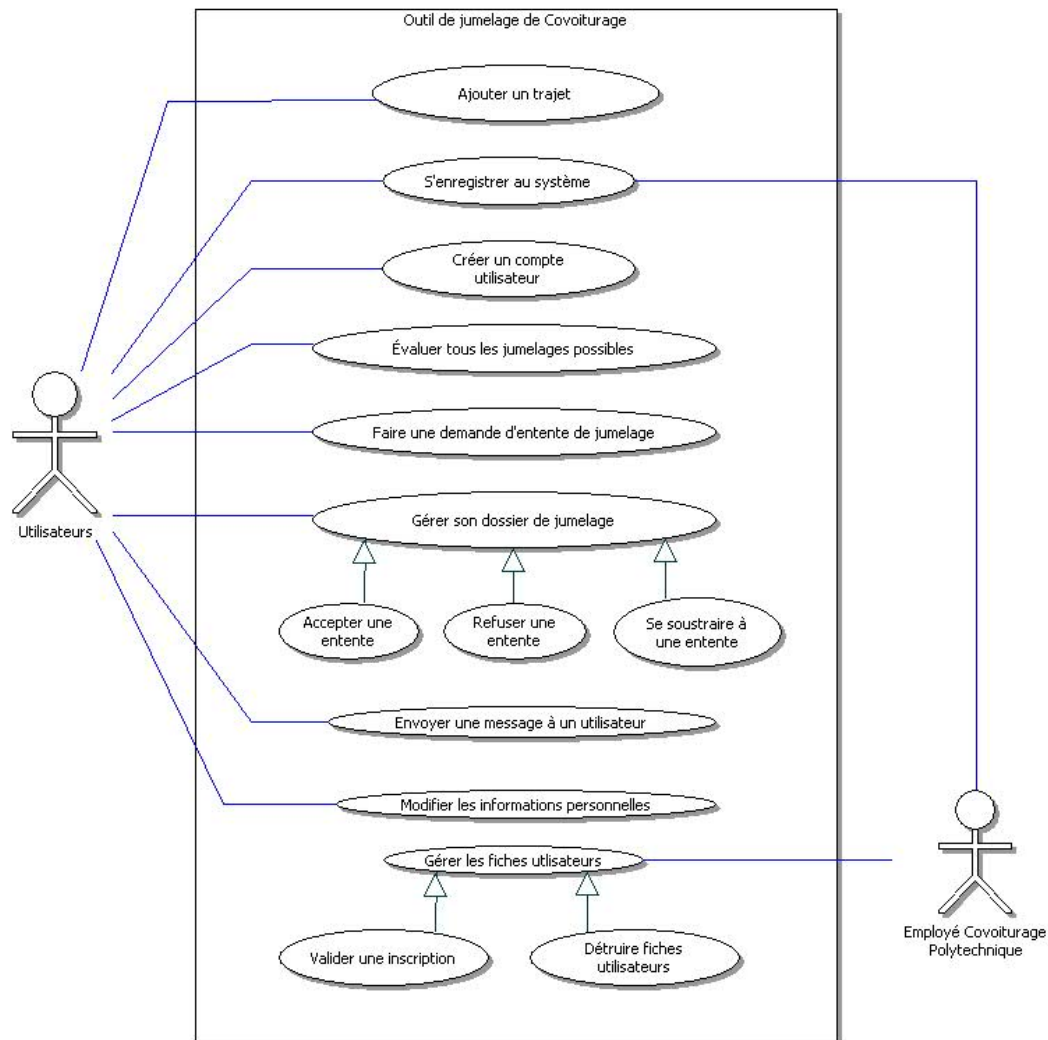 Outil de jumelage de Covoiturage
Ajouter un trajet
S'enregistrer au système
Créer un compte
utilisateur
Évaluer tous les jumelages possibles
Faire une demande d'entente de jumelage
Utilisateurs
Gérer son dossier de jumelage
Accepter une
entente
Refuser une
entente
Se soustraire à
une entente
Envoyer une message à un utilisateur
Modifier les informations personnelles
Gérer les fiches utlisateurs
Employé Covoiturage
Polytechnique
Valider une inscription
Détruire fiches
utilisateurs